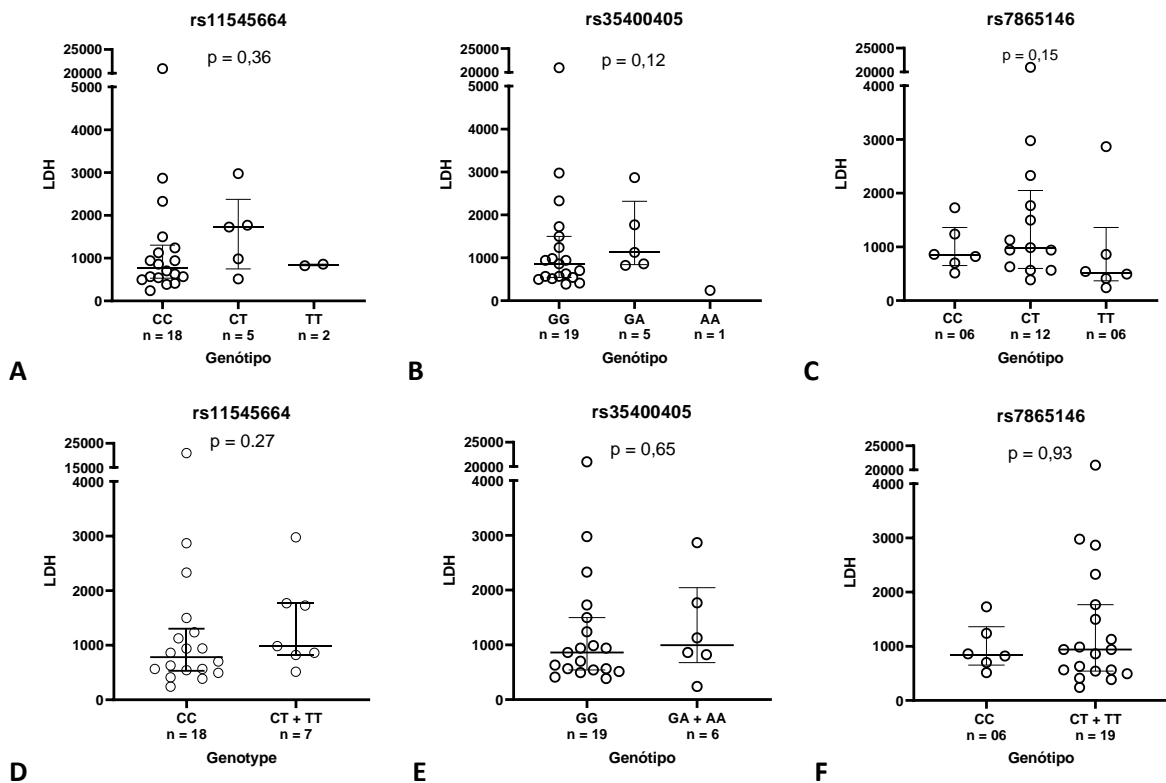 rs11545664
p = 0,36
25000
20000
5000
4000
3000
2000
1000
0
LDH
CC
CT
TT
n = 18
n = 5
n = 2
Genótipo
A
rs35400405
p = 0,12
25000
20000
5000
4000
3000
2000
1000
0
LDH
GG
GA
AA
n = 19
n = 5
n = 1
Genótipo
B
rs7865146
p = 0,15
25000
20000
4000
3000
2000
1000
0
LDH
CC
CT
TT
n = 06
n = 12
n = 06
Genótipo
C
rs11545664
p = 0.27
25000
15000
4000
3000
2000
1000
0
LDH
CC
CT + TT
n = 18
n = 7
Genotype
D
rs35400405
p = 0,65
25000
20000
4000
3000
2000
1000
0
LDH
GG
GA + AA
n = 19
n = 6
Genótipo
E
rs7865146
p = 0,93
25000
20000
4000
3000
2000
1000
0
LDH
CC
CT + TT
n = 06
n = 19
Genótipo
F